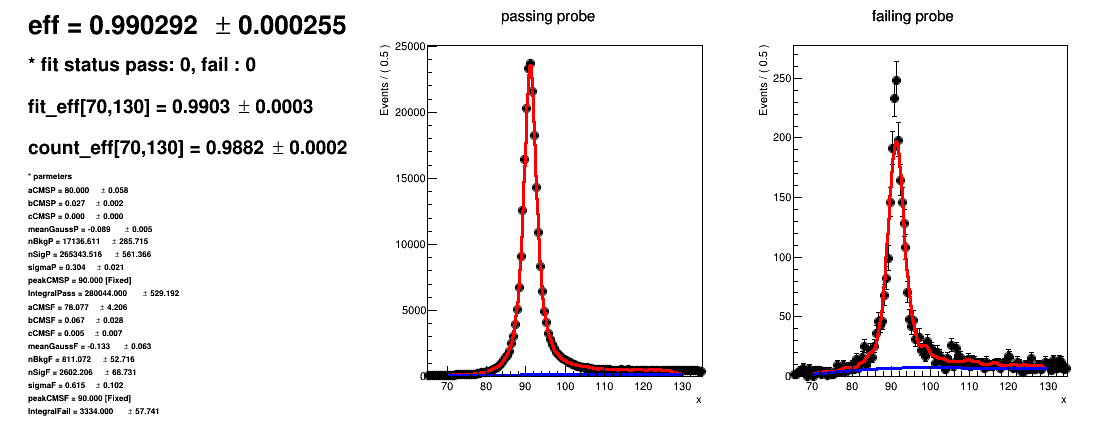 eff = 0.990292 ± 0.000255
* fit status pass: 0, fail : 0
fit_eff[70,130] = 0.9903 ± 0.0003
count_eff[70,130] = 0.9882 ± 0.0002
* parmeters
aCMSP = 80.000 ± 0.058
bCMSP = 0.027 ± 0.002
cCMSP = 0.000 ± 0.000
meanGaussP = -0.089 ± 0.005
nBkgP = 17136.611 ± 285.715
nSigP = 265343.516 ± 561.366
sigmaP = 0.304 ± 0.021
peakCMSP = 90.000 [Fixed]
IntegralPass = 280044.000 ± 529.192
aCMSF = 78.077 ± 4.206
bCMSF = 0.067 ± 0.028
cCMSF = 0.005 ± 0.007
meanGaussF = -0.133 ± 0.063
nBkgF = 811.072 ± 52.716
nSigF = 2602.206 ± 68.731
sigmaF = 0.615 ± 0.102
peakCMSF = 90.000 [Fixed]
IntegralFail = 3334.000 ± 57.741
passing probe
Events / ( 0.5 )
25000
20000
15000
10000
5000
0
70 80 90 100 110 120 130
x
failing probe
Events / ( 0.5 )
250
200
150
100
50
0
70 80 90 100 110 120 130
x